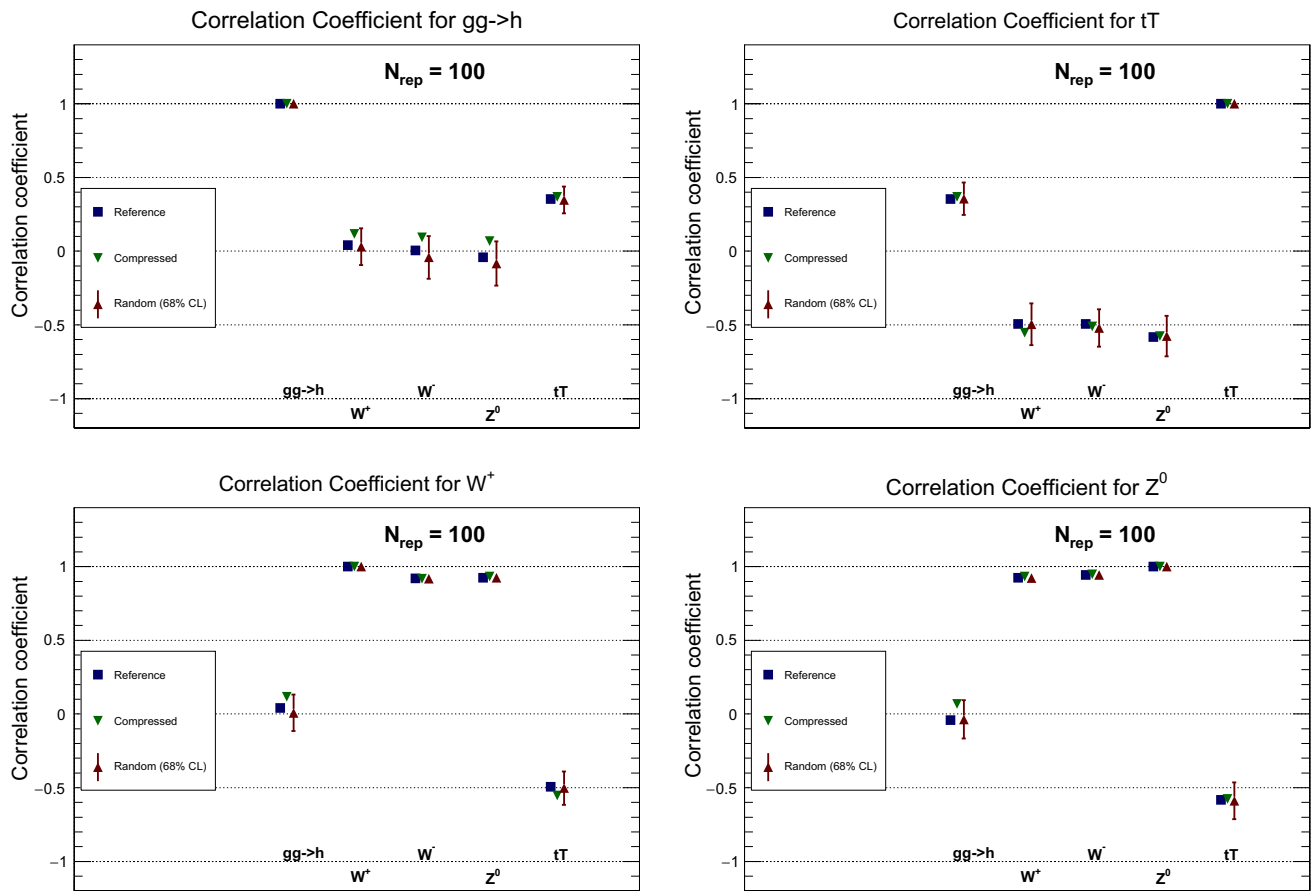 Correlation Coefficient for gg->h
N_rep = 100
Correlation coefficient
1
0.5
0
−0.5
−1
Reference
Compressed
Random (68% CL)
gg->h
W⁻
tT
W⁺
Z⁰
Correlation Coefficient for tT
N_rep = 100
Correlation coefficient
1
0.5
0
−0.5
−1
Reference
Compressed
Random (68% CL)
gg->h
W⁻
tT
W⁺
Z⁰
Correlation Coefficient for W⁺
N_rep = 100
Correlation coefficient
1
0.5
0
−0.5
−1
Reference
Compressed
Random (68% CL)
gg->h
W⁻
tT
W⁺
Z⁰
Correlation Coefficient for Z⁰
N_rep = 100
Correlation coefficient
1
0.5
0
−0.5
−1
Reference
Compressed
Random (68% CL)
gg->h
W⁻
tT
W⁺
Z⁰